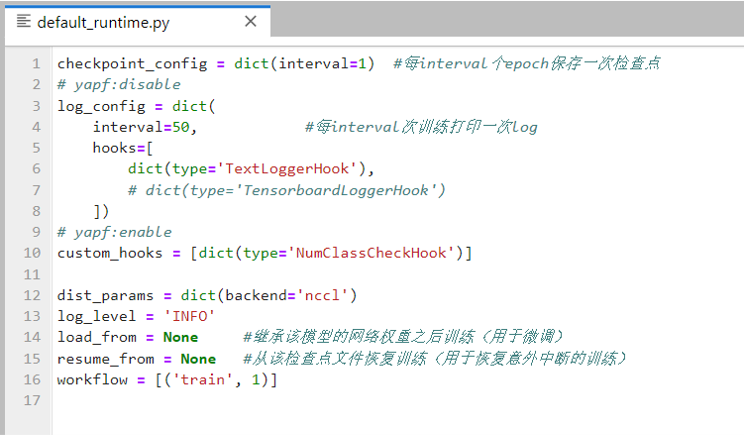 default_runtime.py
1 checkpoint_config = dict(interval=1)  #每interval个epoch保存一次检查点
2 # yapf:disable
3 log_config = dict(
4     interval=50,            #每interval次训练打印一次log
5     hooks=[
6         dict(type='TextLoggerHook'),
7         # dict(type='TensorboardLoggerHook')
8     ])
9 # yapf:enable
10 custom_hooks = [dict(type='NumClassCheckHook')]
11
12 dist_params = dict(backend='nccl')
13 log_level = 'INFO'
14 load_from = None     #继承该模型的网络权重之后训练（用于微调）
15 resume_from = None   #从该检查点文件恢复训练（用于恢复意外中断的训练）
16 workflow = [('train', 1)]
17